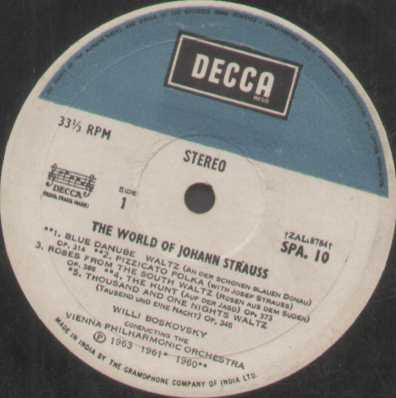 DECCA
33⅓ RPM
STEREO
DECCA
SIDE
1
†ZAL.8784†
SPA. 10
THE WORLD OF JOHANN STRAUSS
**1. BLUE DANUBE WALTZ (AN DER SCHONEN BLAUEN DONAU)
OP. 314 **2. PIZZICATO POLKA (WITH JOSEF STRAUSS)
3. ROSES FROM THE SOUTH WALTZ (ROSEN AUS DEM SUDEN)
OP. 388 **4. THE HUNT (AUF DER JAGD) OP. 373
*5. THOUSAND AND ONE NIGHTS WALTZ
(TAUSEND UND EINE NACHT) OP. 346
WILLI BOSKOVSKY
CONDUCTING THE
VIENNA PHILHARMONIC ORCHESTRA
Ⓟ 1963 1961* 1960**
MADE IN INDIA BY THE GRAMOPHONE COMPANY OF INDIA LTD.